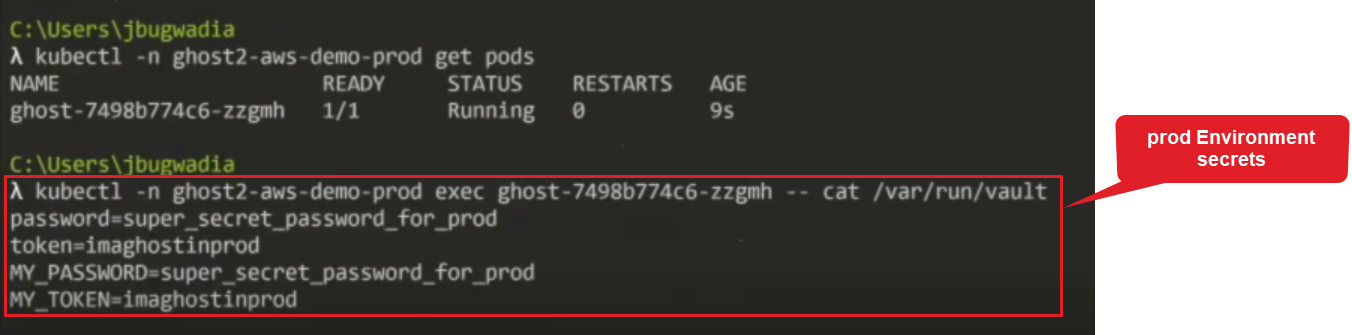 C:\Users\jbugwadia
λ kubectl -n ghost2-aws-demo-prod get pods
NAME READY STATUS RESTARTS AGE
ghost-7498b774c6-zzgmh 1/1 Running 0 9s
C:\Users\jbugwadia
λ kubectl -n ghost2-aws-demo-prod exec ghost-7498b774c6-zzgmh -- cat /var/run/vault
password=super_secret_password_for_prod
token=imaghostinprod
MY_PASSWORD=super_secret_password_for_prod
MY_TOKEN=imaghostinprod
prod Environment
secrets